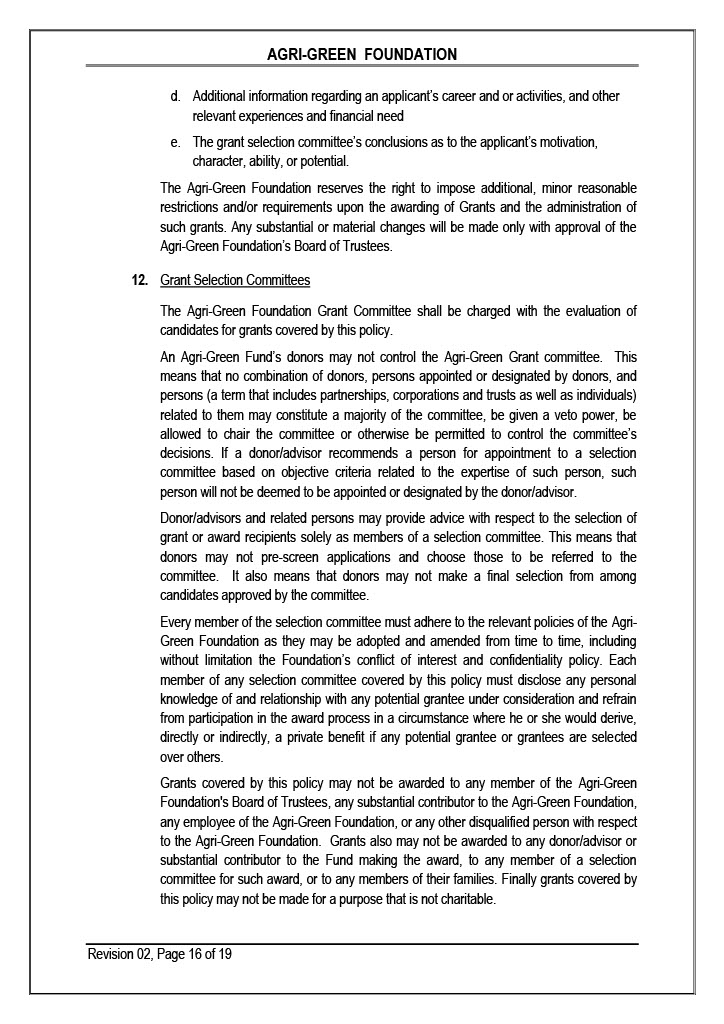 AGRI-GREEN FOUNDATION
d. Additional information regarding an applicant's career and or activities, and other
relevant experiences and financial need
e. The grant selection committee's conclusions as to the applicant's motivation,
character, ability, or potential.
The Agri-Green Foundation reserves the right to impose additional, minor reasonable
restrictions and/or requirements upon the awarding of Grants and the administration of
such grants. Any substantial or material changes will be made only with approval of the
Agri-Green Foundation's Board of Trustees.
12. Grant Selection Committees
The Agri-Green Foundation Grant Committee shall be charged with the evaluation of
candidates for grants covered by this policy.
An Agri-Green Fund's donors may not control the Agri-Green Grant committee. This
means that no combination of donors, persons appointed or designated by donors, and
persons (a term that includes partnerships, corporations and trusts as well as individuals)
related to them may constitute a majority of the committee, be given a veto power, be
allowed to chair the committee or otherwise be permitted to control the committee's
decisions. If a donor/advisor recommends a person for appointment to a selection
committee based on objective criteria related to the expertise of such person, such
person will not be deemed to be appointed or designated by the donor/advisor.
Donor/advisors and related persons may provide advice with respect to the selection of
grant or award recipients solely as members of a selection committee. This means that
donors may not pre-screen applications and choose those to be referred to the
committee. It also means that donors may not make a final selection from among
candidates approved by the committee.
Every member of the selection committee must adhere to the relevant policies of the Agri-
Green Foundation as they may be adopted and amended from time to time, including
without limitation the Foundation's conflict of interest and confidentiality policy. Each
member of any selection committee covered by this policy must disclose any personal
knowledge of and relationship with any potential grantee under consideration and refrain
from participation in the award process in a circumstance where he or she would derive,
directly or indirectly, a private benefit if any potential grantee or grantees are selected
over others.
Grants covered by this policy may not be awarded to any member of the Agri-Green
Foundation's Board of Trustees, any substantial contributor to the Agri-Green Foundation,
any employee of the Agri-Green Foundation, or any other disqualified person with respect
to the Agri-Green Foundation. Grants also may not be awarded to any donor/advisor or
substantial contributor to the Fund making the award, to any member of a selection
committee for such award, or to any members of their families. Finally grants covered by
this policy may not be made for a purpose that is not charitable.
Revision 02, Page 16 of 19